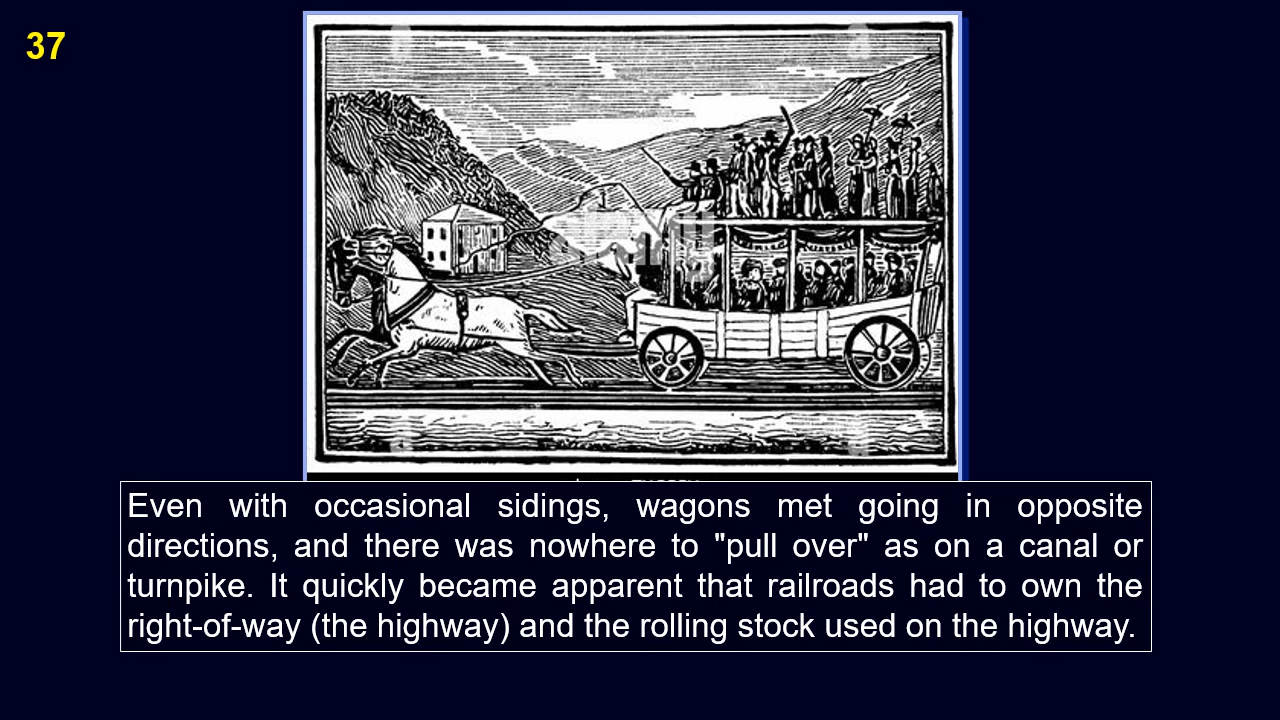 37
alamy
Even with occasional sidings, wagons met going in opposite
directions, and there was nowhere to "pull over" as on a canal or
turnpike. It quickly became apparent that railroads had to own the
right-of-way (the highway) and the rolling stock used on the highway.